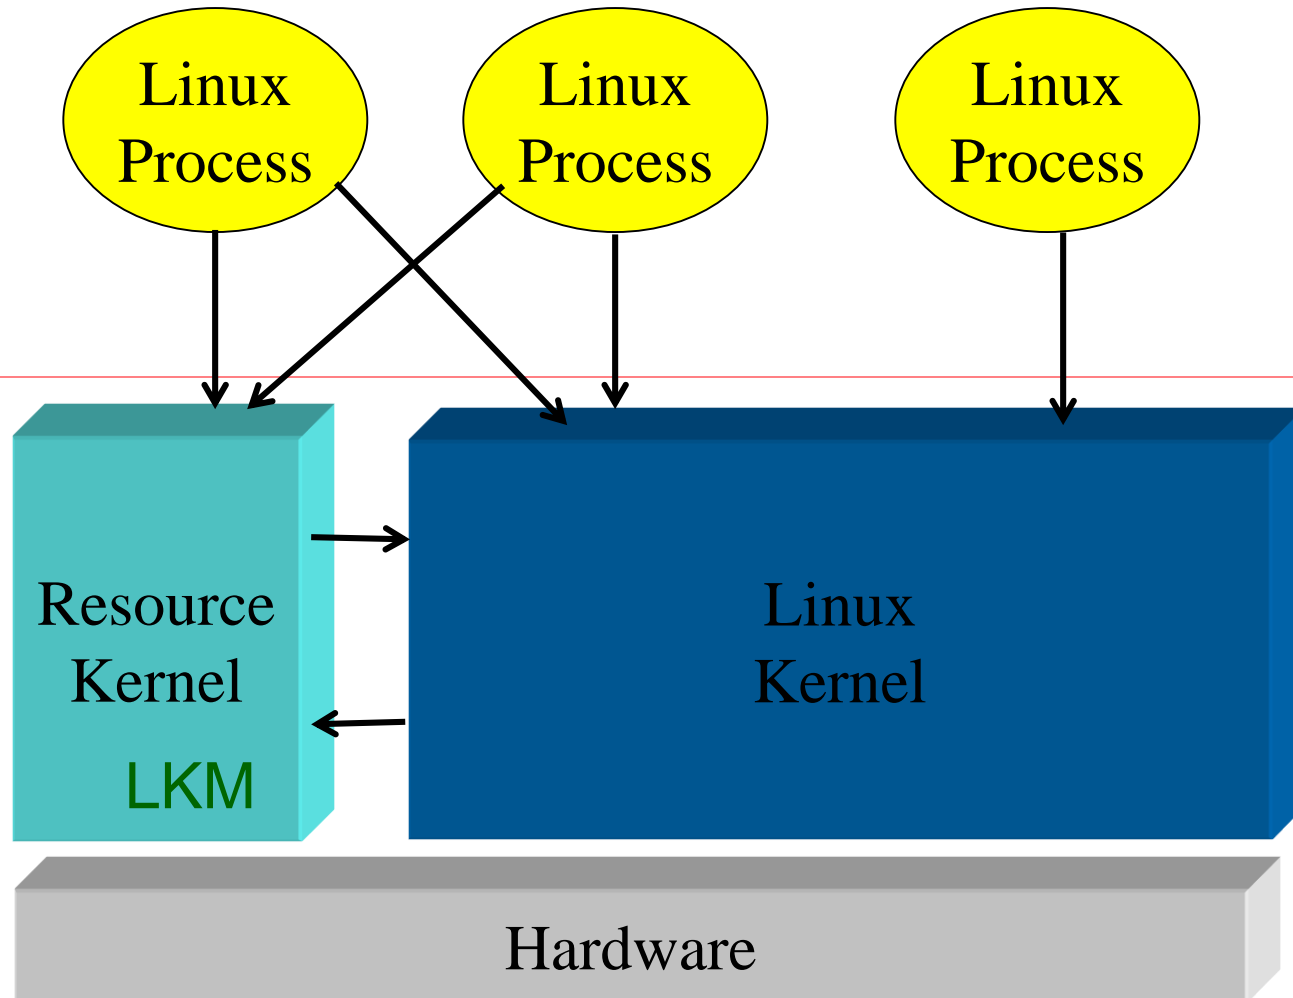 Linux
Process
Linux
Process
Linux
Process
Resource
Kernel
LKM
Linux
Kernel
Hardware